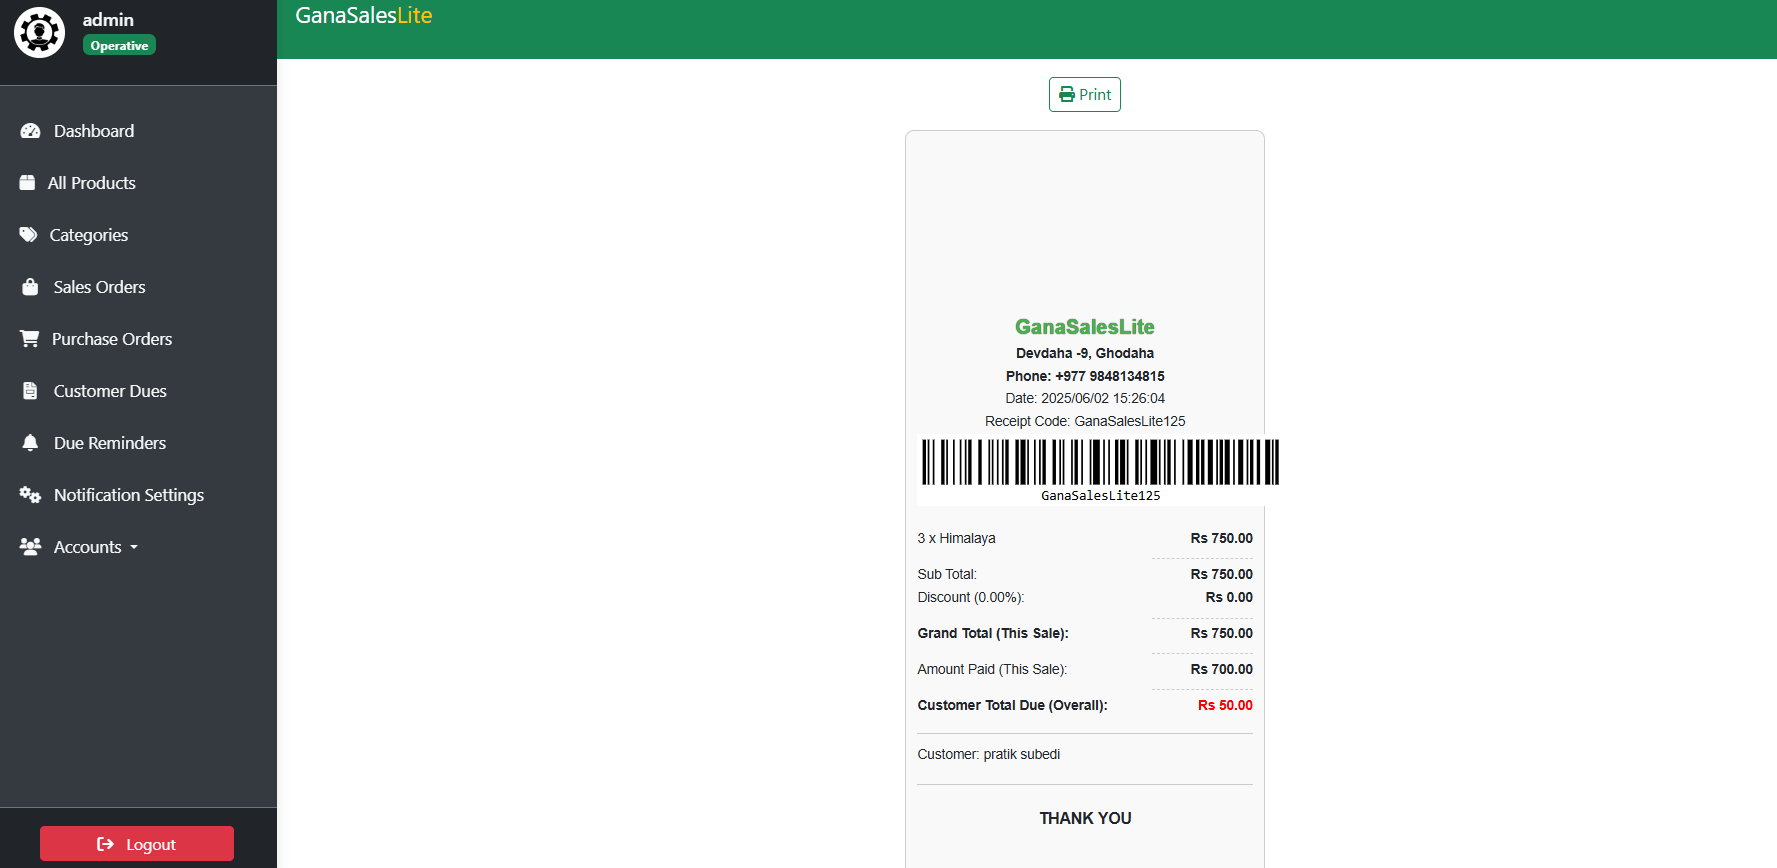 admin
Operative
GanaSalesLite
Dashboard
All Products
Categories
Sales Orders
Purchase Orders
Customer Dues
Due Reminders
Notification Settings
Accounts
Logout
Print
GanaSalesLite
Devdaha -9, Ghodaha
Phone: +977 9848134815
Date: 2025/06/02 15:26:04
Receipt Code: GanaSalesLite125
GanaSalesLite125
3 x Himalaya Rs 750.00
Sub Total: Rs 750.00
Discount (0.00%): Rs 0.00
Grand Total (This Sale): Rs 750.00
Amount Paid (This Sale): Rs 700.00
Customer Total Due (Overall): Rs 50.00
Customer: pratik subedi
THANK YOU